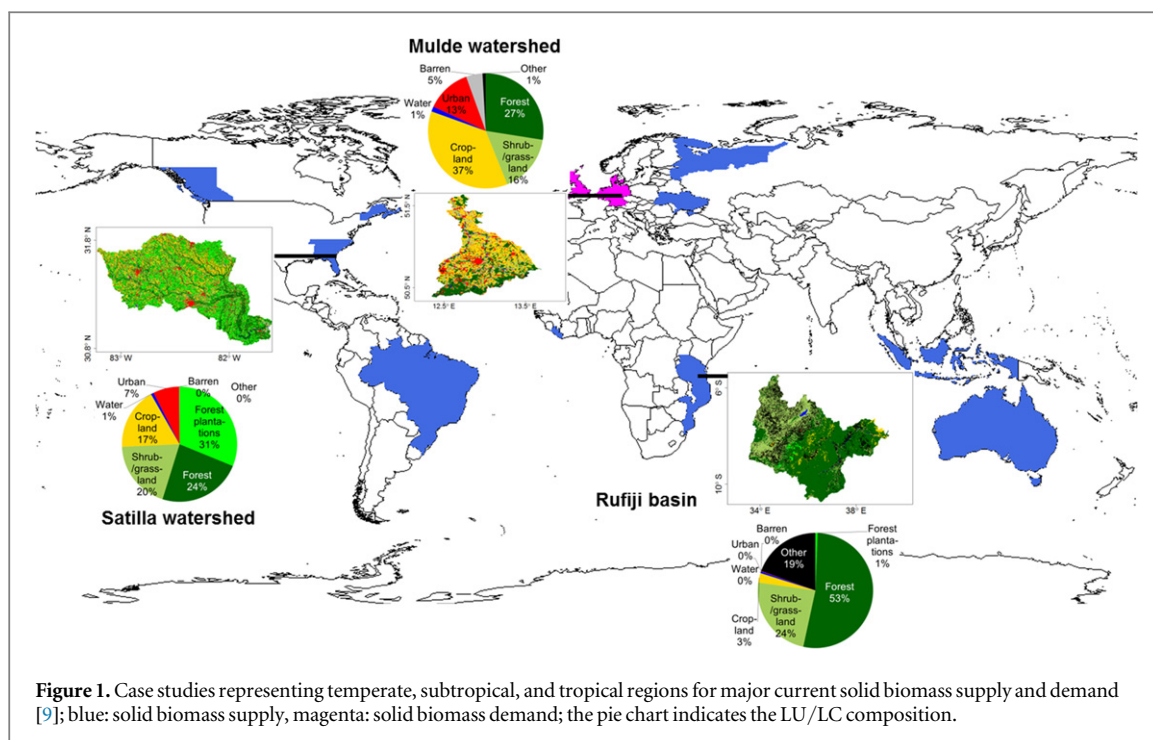 Mulde watershed
Barren
5%
Other
1%
Water
1%
Urban
13%
Forest
27%
Crop-
land
37%
Shrub-/
grass-
land
16%
51.5° N
50.5° N
12.5° E
13.5° E
31.8° N
30.8° N
83° W
82° W
Urban
7%
Barren
0%
Other
0%
Water
1%
Crop-
land
17%
Forest
planta-
tions
31%
Shrub-/
grass-
land
20%
Forest
24%
Satilla watershed
6° S
10° S
34° E
38° E
Rufiji basin
Barren
0%
Urban
0%
Water
0%
Other
19%
Forest
planta-
tions
1%
Forest
53%
Shrub-/
grass-
land
24%
Crop-
land
3%
Figure 1. Case studies representing temperate, subtropical, and tropical regions for major current solid biomass supply and demand
[9]; blue: solid biomass supply, magenta: solid biomass demand; the pie chart indicates the LU/LC composition.